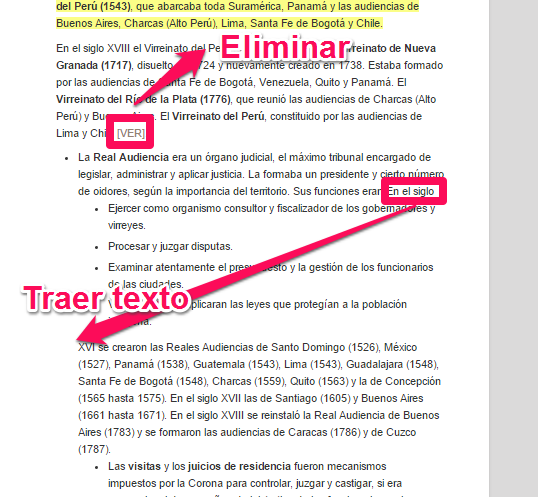 del Perú (1543), que abarcaba toda Suramérica, Panamá y las audiencias de
Buenos Aires, Charcas (Alto Perú), Lima, Santa Fe de Bogotá y Chile.
En el siglo XVIII el Virreinato del Pe
Eliminar
rreinato de Nueva
Granada (1717), disuelto 724 y nuevamente creado en 1738. Estaba formado
por las audiencias de Santa Fe de Bogotá, Venezuela, Quito y Panamá. El
Virreinato del Río de la Plata (1776), que reunió las audiencias de Charcas (Alto
Perú) y Buenos Aires. El Virreinato del Perú, constituido por las audiencias de
Lima y Chi [VER]
• La Real Audiencia era un órgano judicial, el máximo tribunal encargado de
legislar, administrar y aplicar justicia. La formaba un presidente y cierto número
de oidores, según la importancia del territorio. Sus funciones eran En el siglo
• Ejercer como organismo consultor y fiscalizador de los gobernadores y
virreyes.
• Procesar y juzgar disputas.
• Examinar atentamente el presupuesto y la gestión de los funcionarios
de las ciudades.
Traer texto
plicaran las leyes que protegían a la población
XVI se crearon las Reales Audiencias de Santo Domingo (1526), México
(1527), Panamá (1538), Guatemala (1543), Lima (1543), Guadalajara (1548),
Santa Fe de Bogotá (1548), Charcas (1559), Quito (1563) y la de Concepción
(1565 hasta 1575). En el siglo XVII las de Santiago (1605) y Buenos Aires
(1661 hasta 1671). En el siglo XVIII se reinstaló la Real Audiencia de Buenos
Aires (1783) y se formaron las audiencias de Caracas (1786) y de Cuzco
(1787).
• Las visitas y los juicios de residencia fueron mecanismos
impuestos por la Corona para controlar, juzgar y castigar, si era